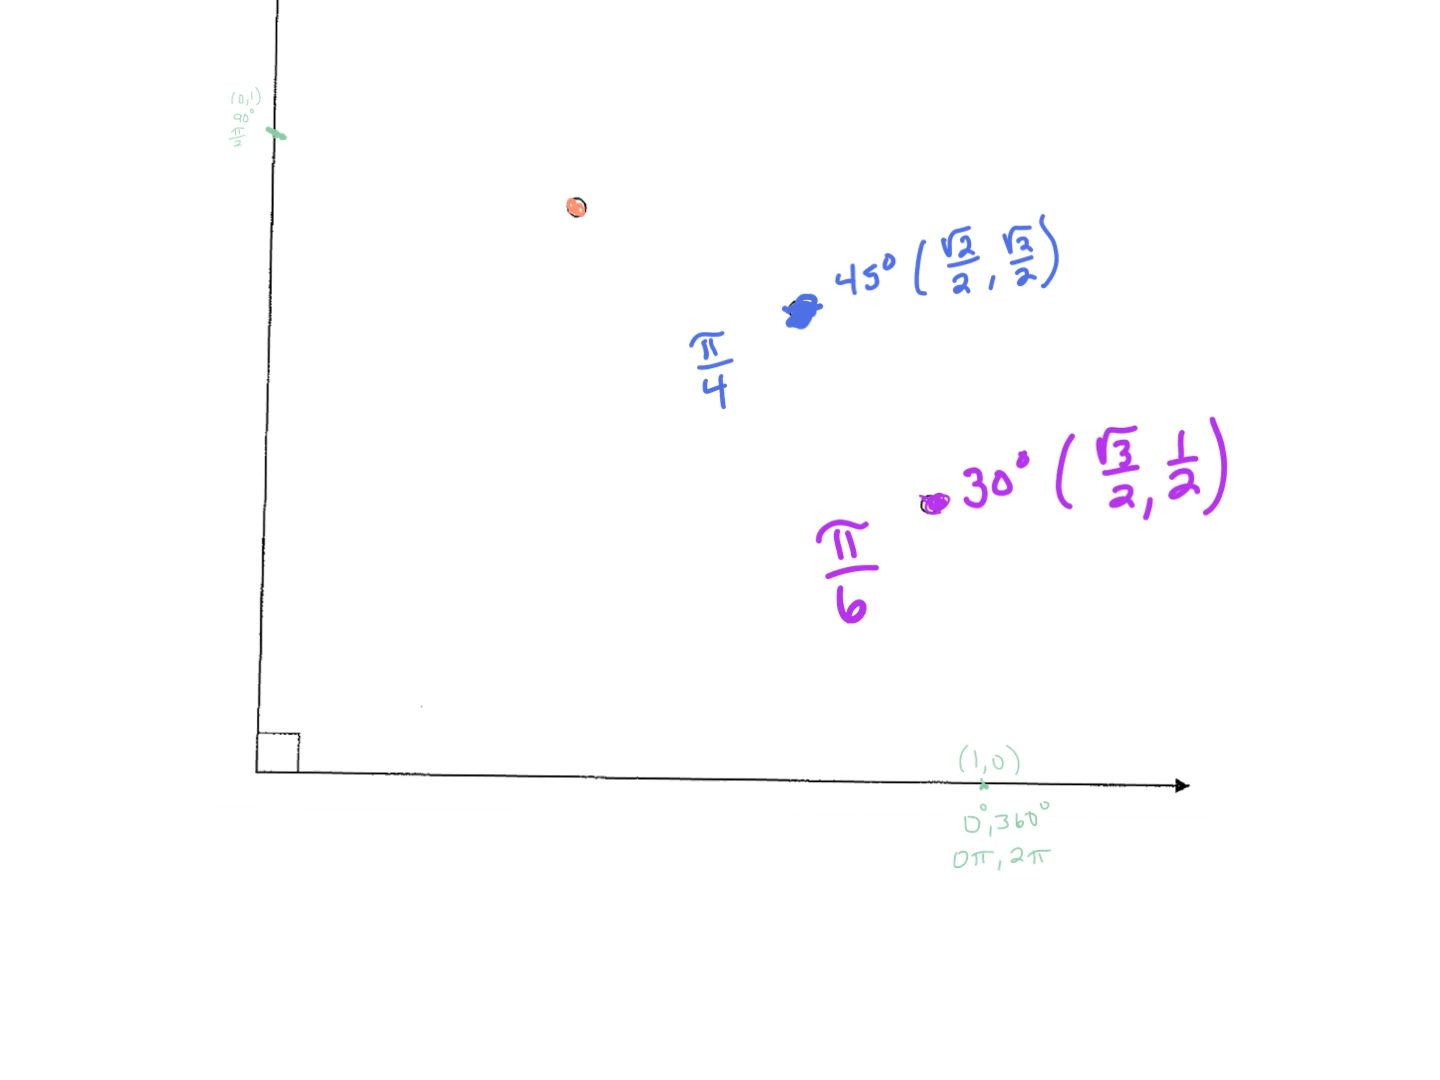 (0,1)
90°
π/2
45° (√2/2, √2/2)
π/4
30° (√3/2, 1/2)
π/6
(1,0)
0°, 360°
0π, 2π